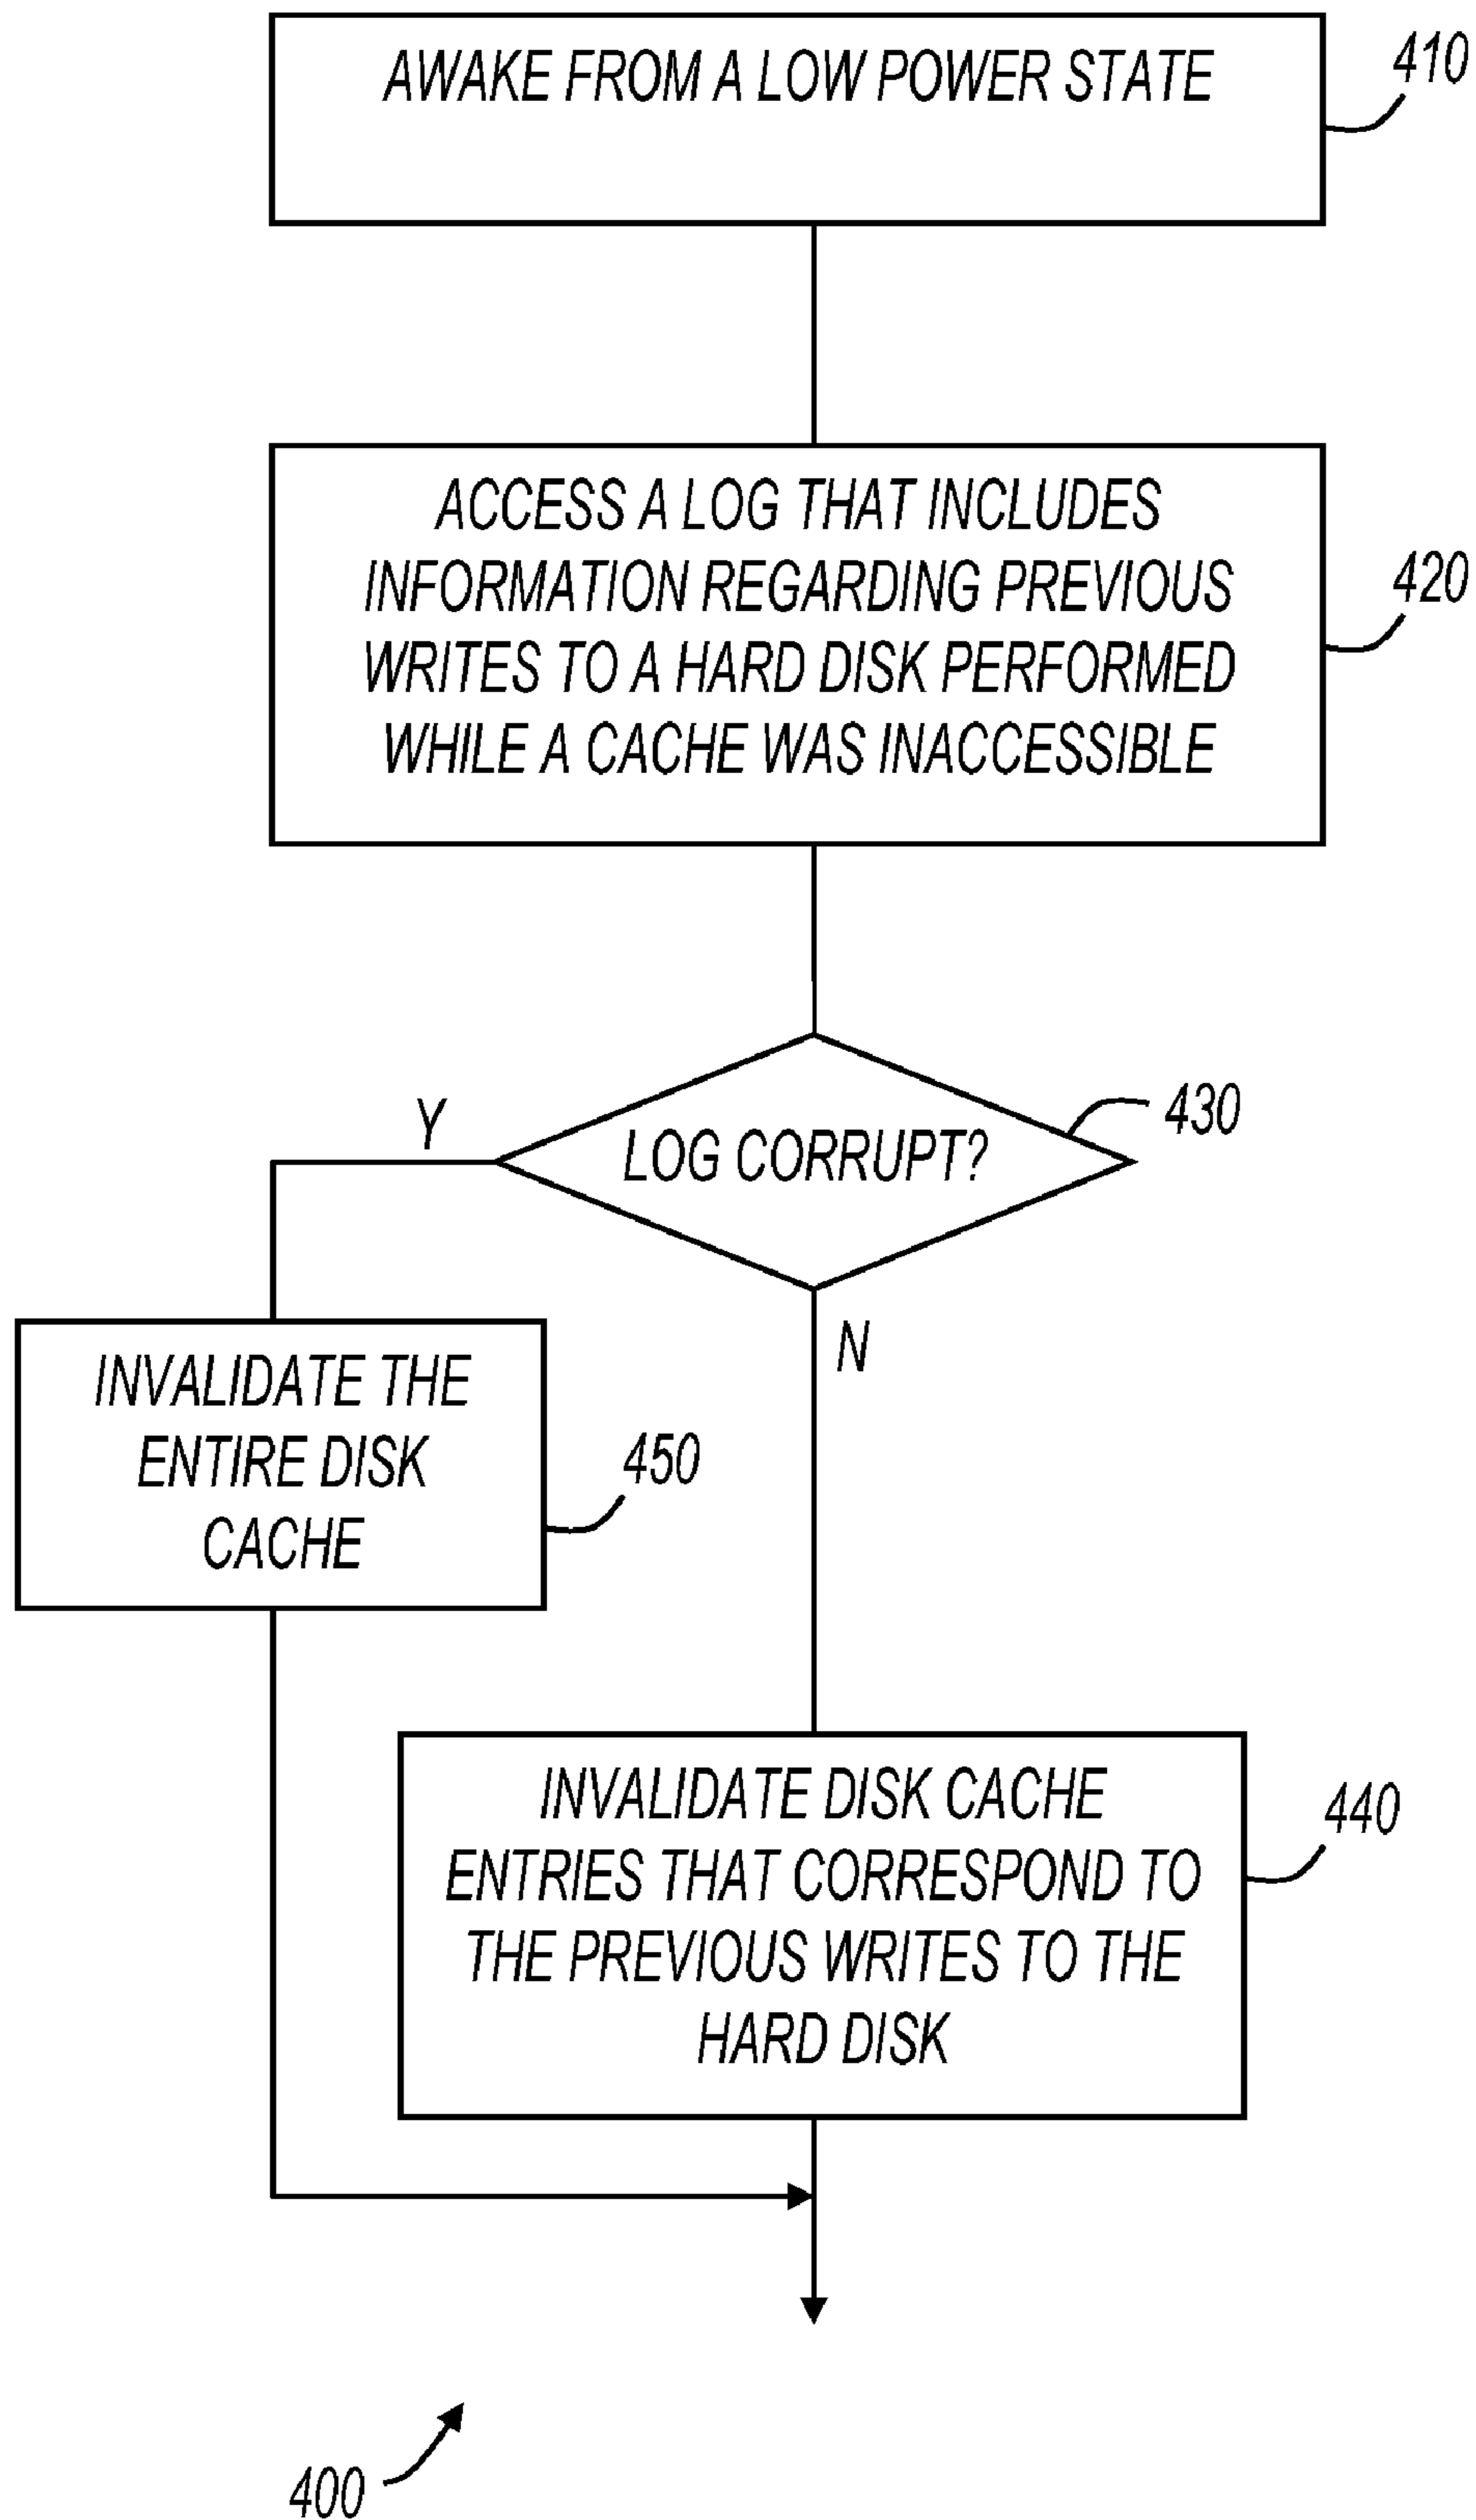 AWAKE FROM A LOW POWER STATE
410
ACCESS A LOG THAT INCLUDES
INFORMATION REGARDING PREVIOUS
WRITES TO A HARD DISK PERFORMED
WHILE A CACHE WAS INACCESSIBLE
420
LOG CORRUPT?
430
Y
N
INVALIDATE THE
ENTIRE DISK
CACHE
450
INVALIDATE DISK CACHE
ENTRIES THAT CORRESPOND TO
THE PREVIOUS WRITES TO THE
HARD DISK
440
400